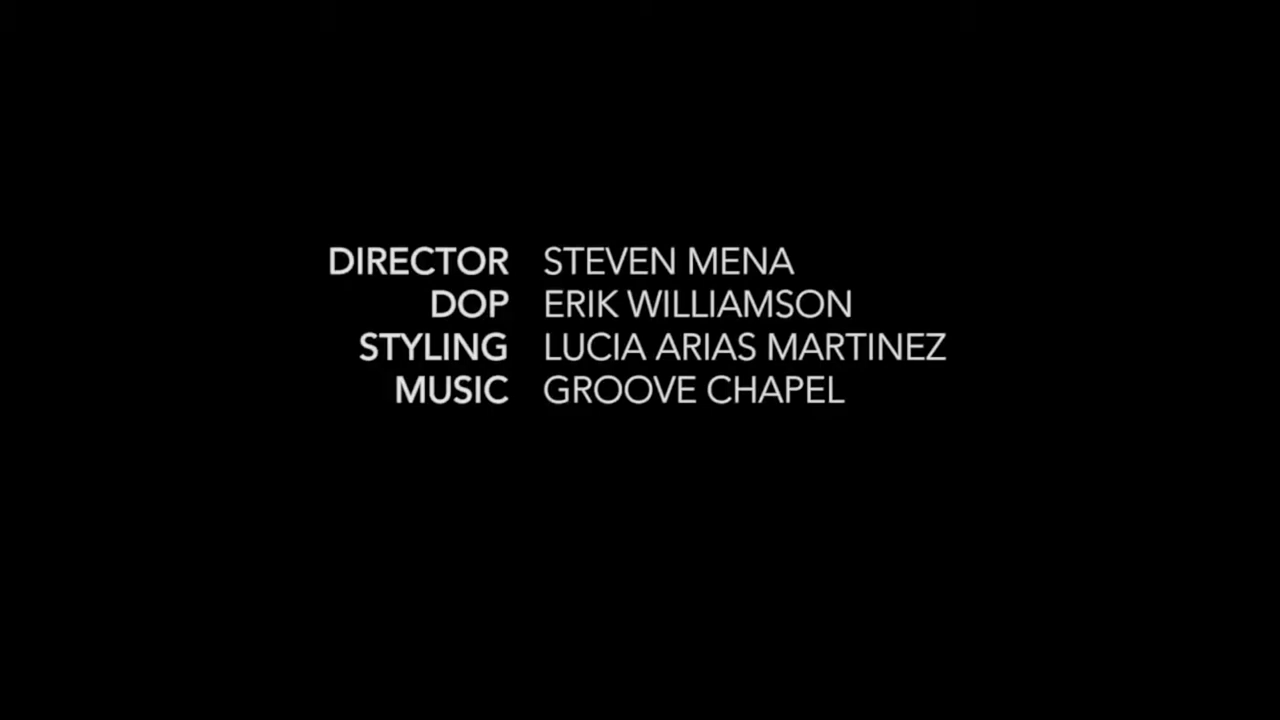 DIRECTOR STEVEN MENA
DOP ERIK WILLIAMSON
STYLING LUCIA ARIAS MARTINEZ
MUSIC GROOVE CHAPEL